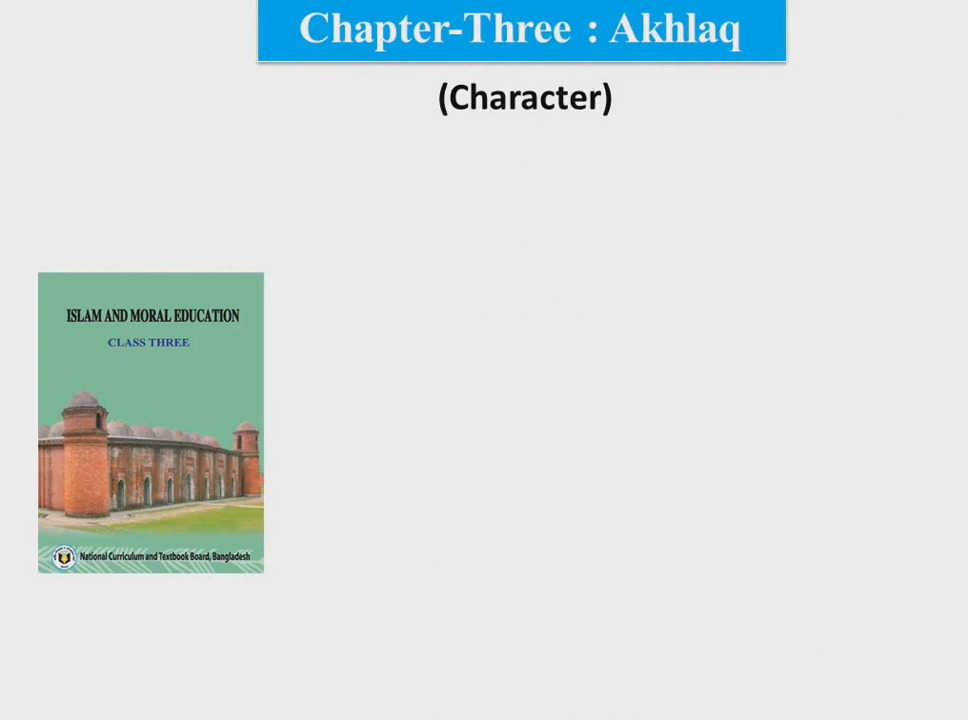 Chapter-Three : Akhlaq
(Character)
ISLAM AND MORAL EDUCATION
CLASS THREE
National Curriculum and Textbook Board, Bangladesh